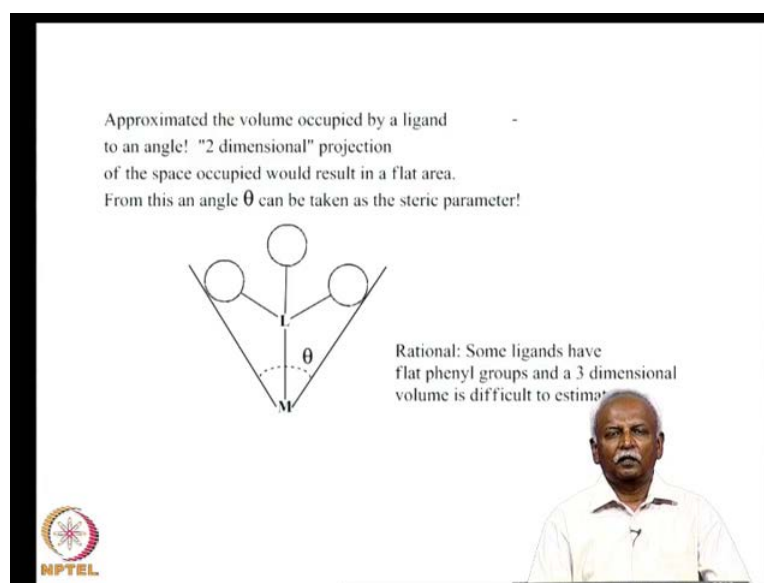 Approximated the volume occupied by a ligand
to an angle! "2 dimensional" projection
of the space occupied would result in a flat area.
From this an angle θ can be taken as the steric parameter!
L
θ
M
Rational: Some ligands have
flat phenyl groups and a 3 dimensional
volume is difficult to
NPTEL